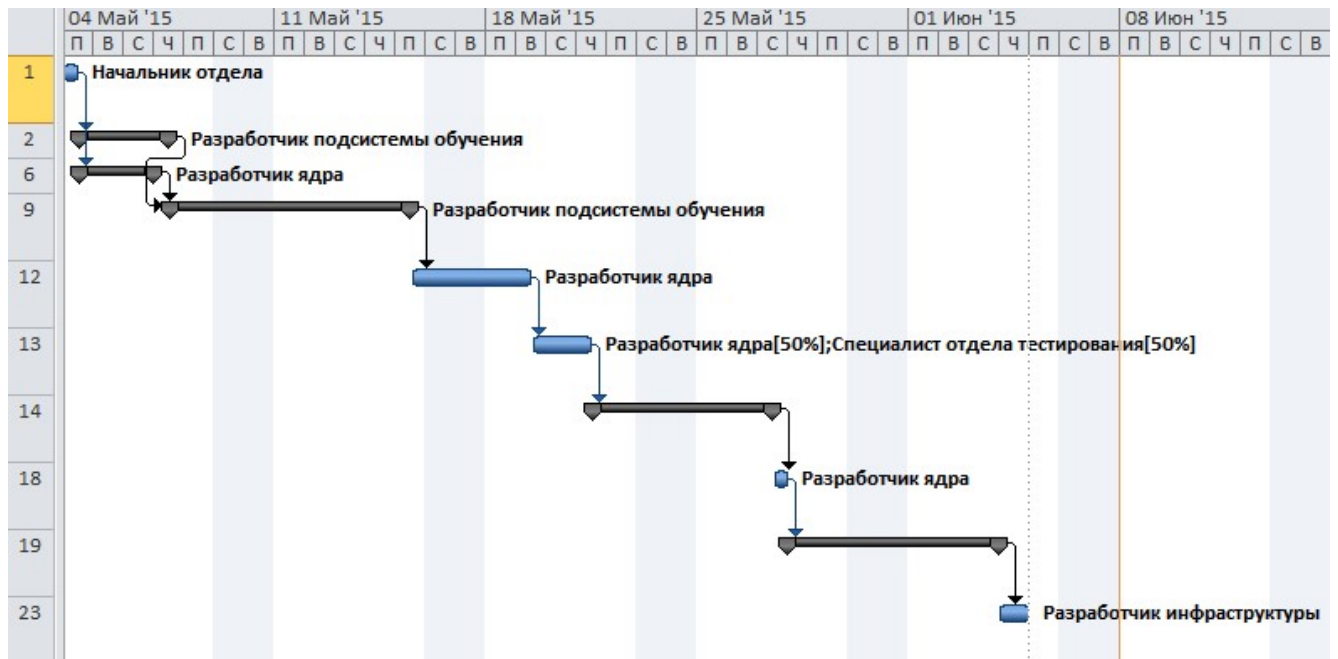 04 Май '15 11 Май '15 18 Май '15 25 Май '15 01 Июн '15 08 Июн '15
П В С Ч П С В П В С Ч П С В П В С Ч П С В П В С Ч П С В П В С Ч П С В П В С Ч П С В
1 Начальник отдела
2 Разработчик подсистемы обучения
6 Разработчик ядра
9 Разработчик подсистемы обучения
12 Разработчик ядра
13 Разработчик ядра[50%];Специалист отдела тестирования[50%]
14
18 Разработчик ядра
19
23 Разработчик инфраструктуры